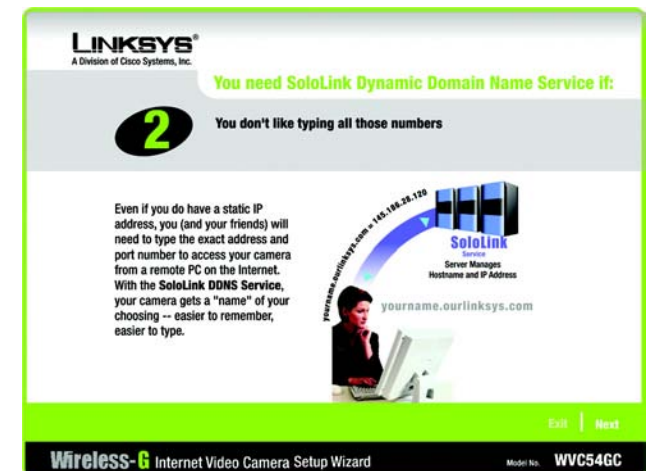 LINKSYS®
A Division of Cisco Systems, Inc.
You need SoloLink Dynamic Domain Name Service if:
2
You don't like typing all those numbers
Even if you do have a static IP
address, you (and your friends) will
need to type the exact address and
port number to access your camera
from a remote PC on the Internet.
With the SoloLink DDNS Service,
your camera gets a "name" of your
choosing -- easier to remember,
easier to type.
yourname.ourlinksys.com = 145.186.28.120
SoloLink
Service
Server Manages
Hostname and IP Address
yourname.ourlinksys.com
Exit | Next
Wireless-G Internet Video Camera Setup Wizard
Model No. WVC54GC